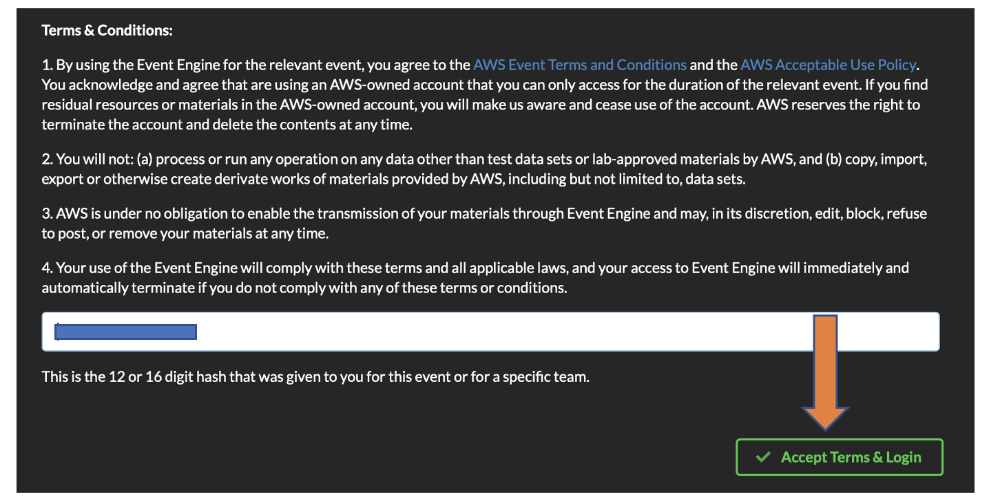 Terms & Conditions:
1. By using the Event Engine for the relevant event, you agree to the AWS Event Terms and Conditions and the AWS Acceptable Use Policy.
You acknowledge and agree that are using an AWS-owned account that you can only access for the duration of the relevant event. If you find
residual resources or materials in the AWS-owned account, you will make us aware and cease use of the account. AWS reserves the right to
terminate the account and delete the contents at any time.
2. You will not: (a) process or run any operation on any data other than test data sets or lab-approved materials by AWS, and (b) copy, import,
export or otherwise create derivate works of materials provided by AWS, including but not limited to, data sets.
3. AWS is under no obligation to enable the transmission of your materials through Event Engine and may, in its discretion, edit, block, refuse
to post, or remove your materials at any time.
4. Your use of the Event Engine will comply with these terms and all applicable laws, and your access to Event Engine will immediately and
automatically terminate if you do not comply with any of these terms or conditions.
This is the 12 or 16 digit hash that was given to you for this event or for a specific team.
Accept Terms & Login